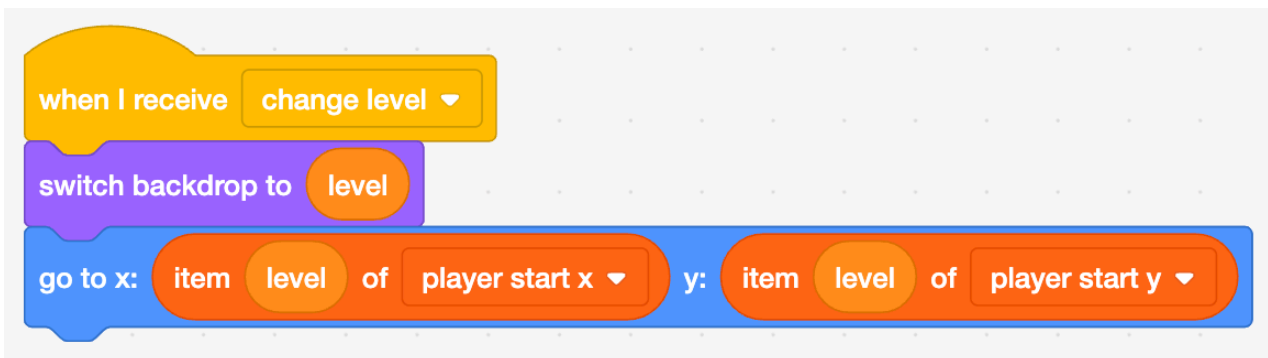 when I receive change level
switch backdrop to level
go to x: item level of player start x y: item level of player start y